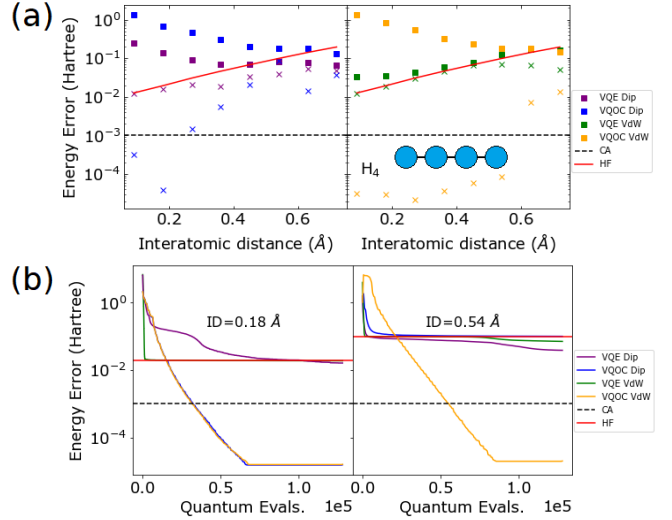 (a)
Energy Error (Hartree)
10^0
10^-1
10^-2
10^-3
10^-4
0.2 0.4 0.6 0.2 0.4 0.6
Interatomic distance (Å) Interatomic distance (Å)
H4
VQE Dip
VQOC Dip
VQE VdW
VQOC VdW
CA
HF
(b)
Energy Error (Hartree)
10^0
10^-2
10^-4
ID=0.18 Å ID=0.54 Å
0.0 0.5 1.0 0.0 0.5 1.0
Quantum Evals. 1e5 Quantum Evals. 1e5
VQE Dip
VQOC Dip
VQE VdW
VQOC VdW
CA
HF